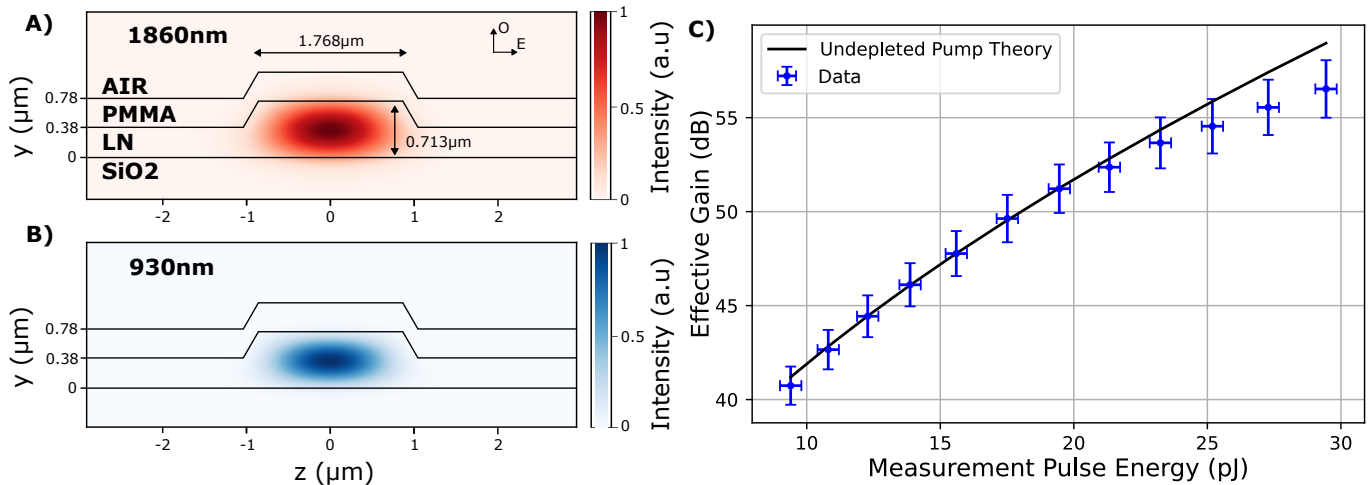 A)
1860nm
1.768μm
O
E
AIR
PMMA
LN
SiO2
0.713μm
0.78
0.38
0
y (μm)
-2
-1
0
1
2
1
0.5
0
Intensity (a.u)
B)
930nm
0.78
0.38
0
y (μm)
-2
-1
0
1
2
z (μm)
1
0.5
0
Intensity (a.u)
C)
Undepleted Pump Theory
Data
55
50
45
40
Effective Gain (dB)
10
15
20
25
30
Measurement Pulse Energy (pJ)